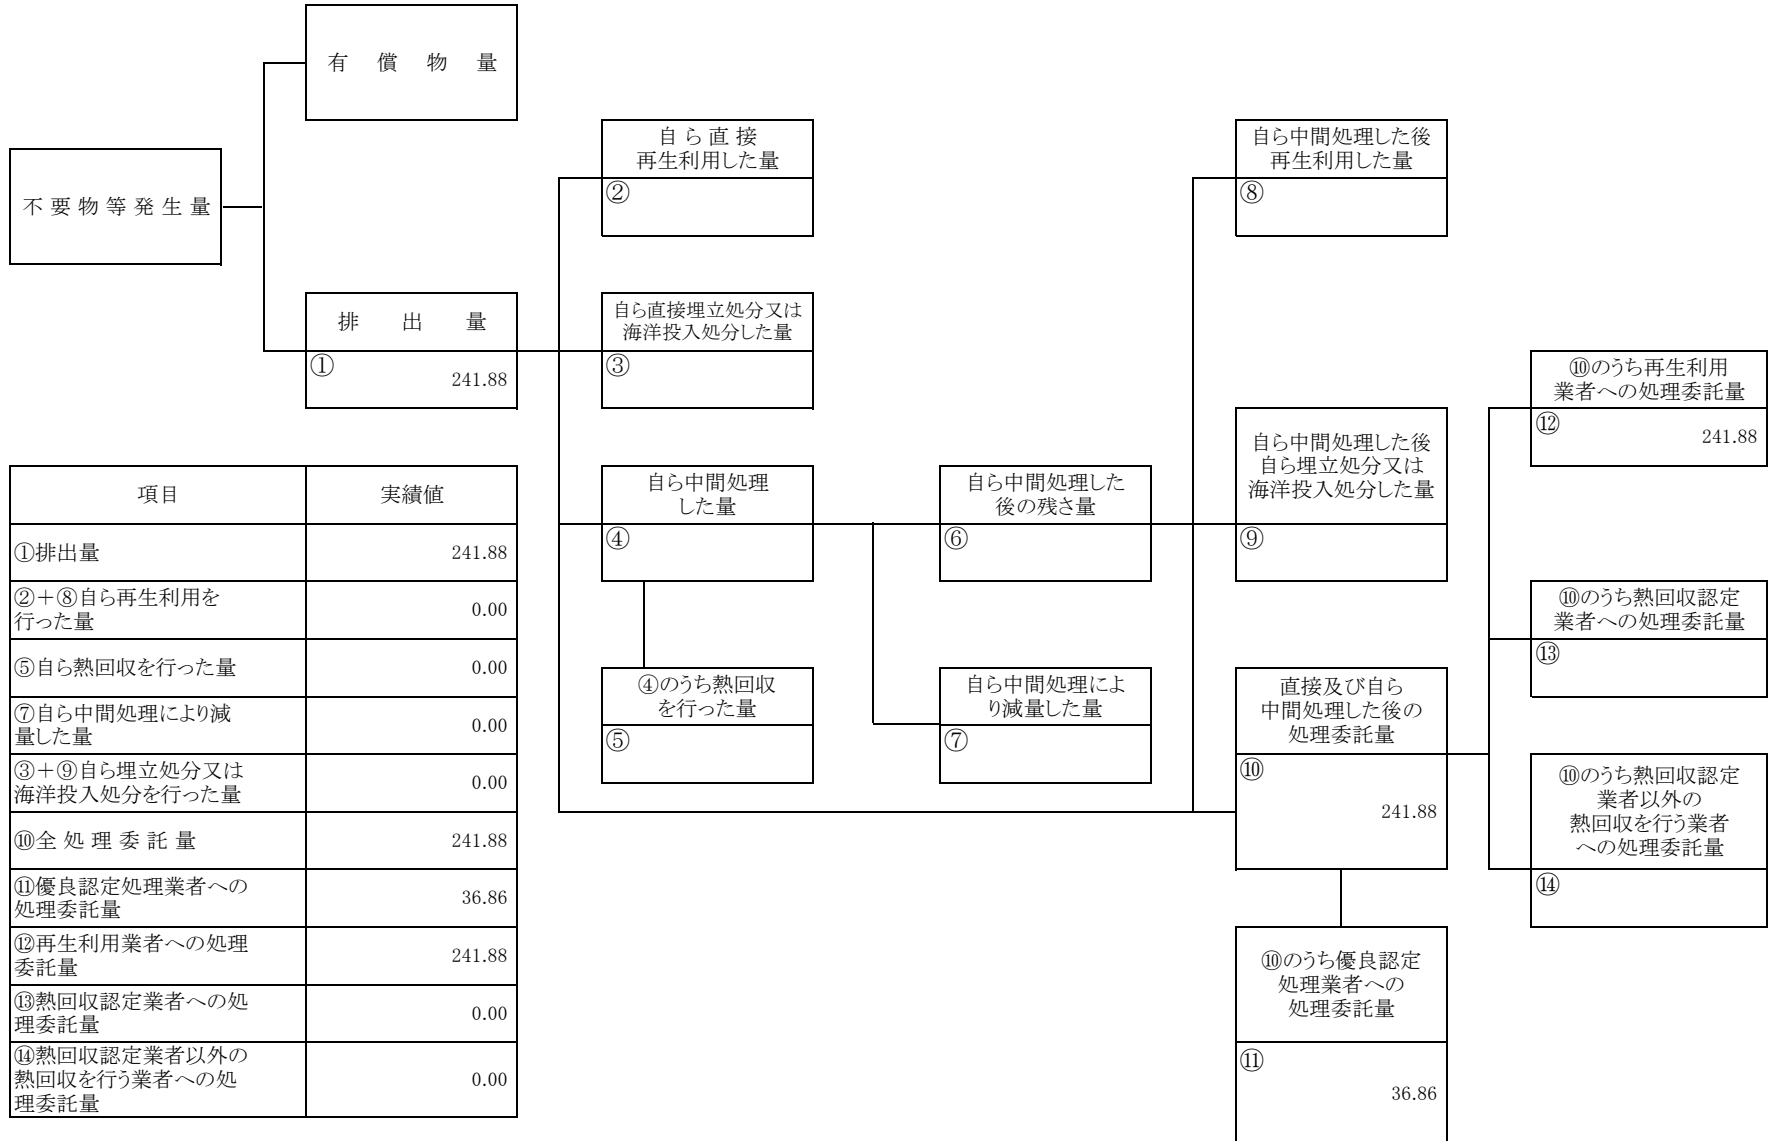 有償物量
不要物等発生量
排出量
①
241.88
自ら直接
再生利用した量
②
自ら直接埋立処分又は
海洋投入処分した量
③
自ら中間処理
した量
④
④のうち熱回収
を行った量
⑤
自ら中間処理した
後の残さ量
⑥
自ら中間処理によ
り減量した量
⑦
自ら中間処理した後
再生利用した量
⑧
自ら中間処理した後
自ら埋立処分又は
海洋投入処分した量
⑨
直接及び自ら
中間処理した後の
処理委託量
⑩
241.88
⑩のうち優良認定
処理業者への
処理委託量
⑪
36.86
⑩のうち再生利用
業者への処理委託量
⑫
241.88
⑩のうち熱回収認定
業者への処理委託量
⑬
⑩のうち熱回収認定
業者以外の
熱回収を行う業者
への処理委託量
⑭
項目 実績値
①排出量 241.88
②＋⑧自ら再生利用を
行った量 0.00
⑤自ら熱回収を行った量 0.00
⑦自ら中間処理により減
量した量 0.00
③＋⑨自ら埋立処分又は
海洋投入処分を行った量 0.00
⑩全処理委託量 241.88
⑪優良認定処理業者への
処理委託量 36.86
⑫再生利用業者への処理
委託量 241.88
⑬熱回収認定業者への処
理委託量 0.00
⑭熱回収認定業者以外の
熱回収を行う業者への処
理委託量 0.00